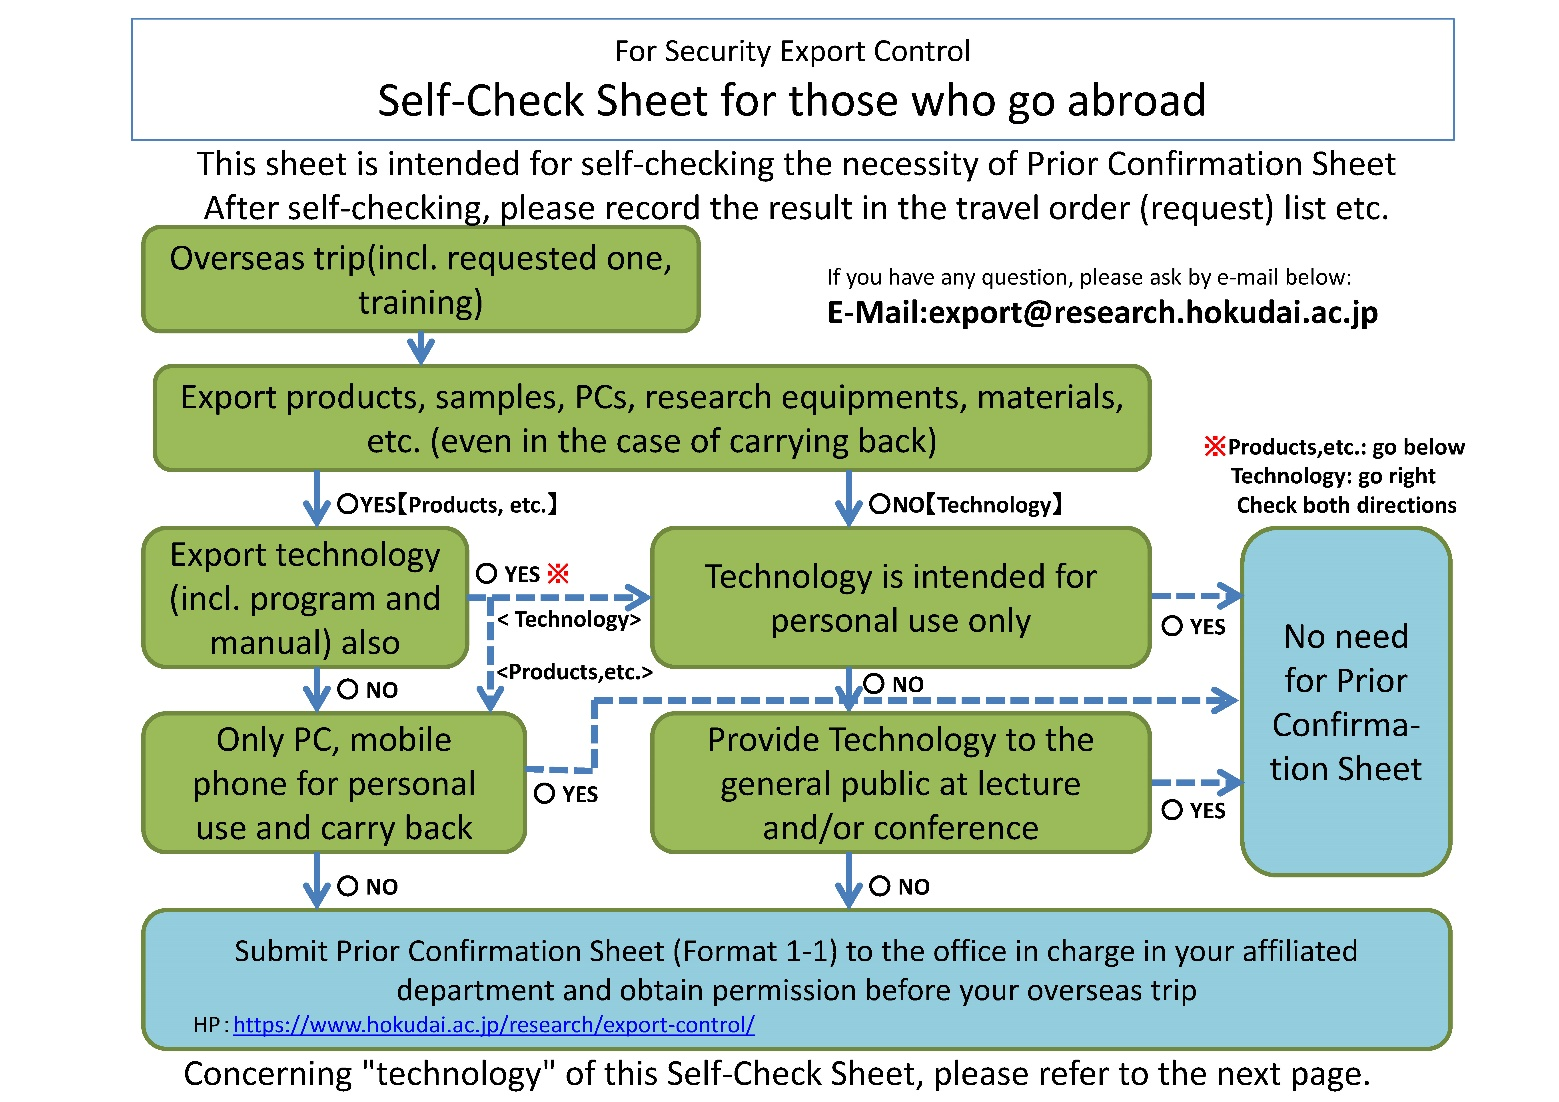 For Security Export Control
Self-Check Sheet for those who go abroad
This sheet is intended for self-checking the necessity of Prior Confirmation Sheet
After self-checking, please record the result in the travel order (request) list etc.
Overseas trip(incl. requested one,
training)
If you have any question, please ask by e-mail below:
E-Mail:export@research.hokudai.ac.jp
Export products, samples, PCs, research equipments, materials,
etc. (even in the case of carrying back)
※Products,etc.: go below
Technology: go right
Check both directions
○YES【Products, etc.】
○NO【Technology】
Export technology
(incl. program and
manual) also
○ YES ※
< Technology>
<Products,etc.>
Technology is intended for
personal use only
○ YES
No need
for Prior
Confirma-
tion Sheet
○ NO
○ NO
Only PC, mobile
phone for personal
use and carry back
○ YES
Provide Technology to the
general public at lecture
and/or conference
○ YES
○ NO
○ NO
Submit Prior Confirmation Sheet (Format 1-1) to the office in charge in your affiliated
department and obtain permission before your overseas trip
HP：https://www.hokudai.ac.jp/research/export-control/
Concerning "technology" of this Self-Check Sheet, please refer to the next page.